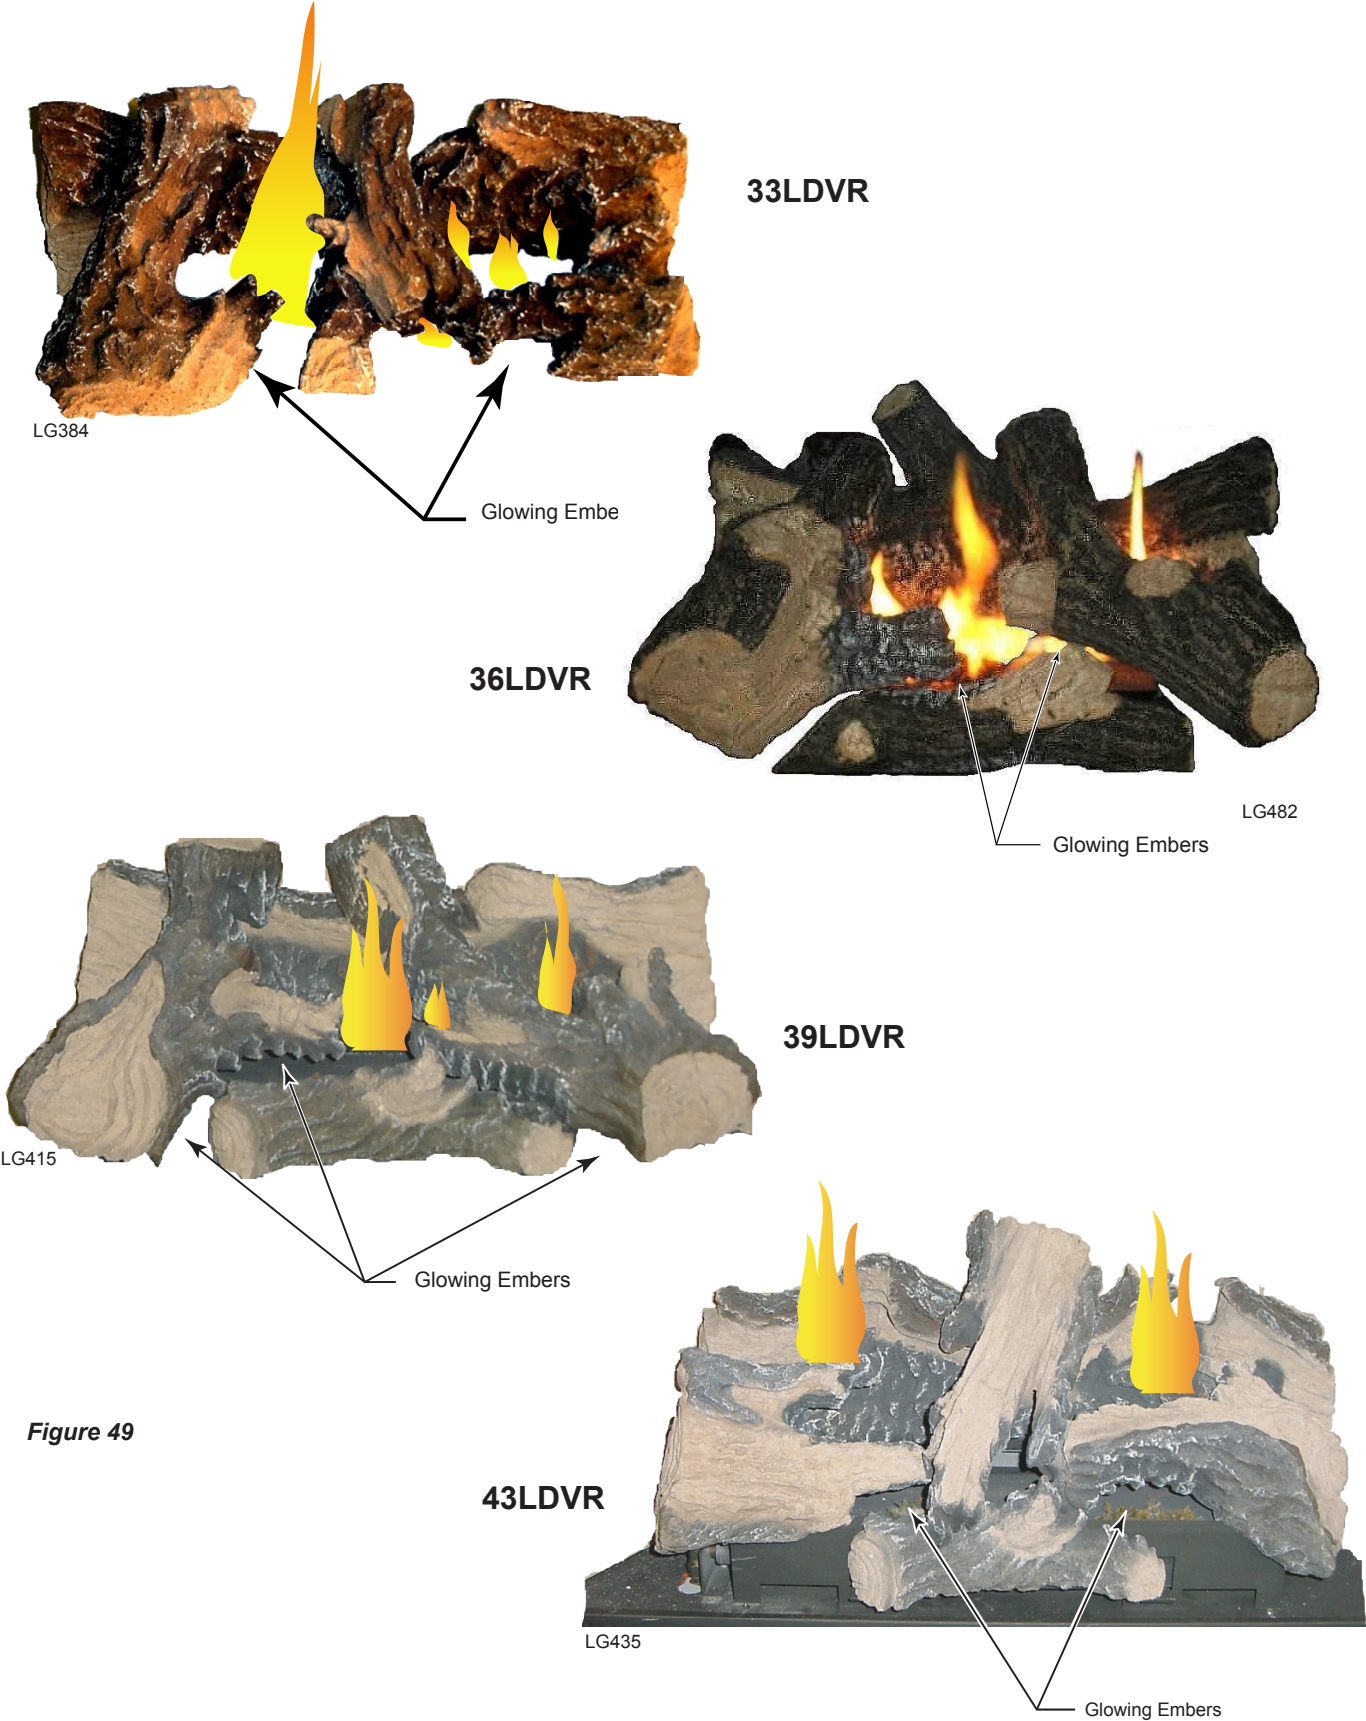 33LDVR
LG384
Glowing Embe
36LDVR
LG482
Glowing Embers
39LDVR
LG415
Glowing Embers
Figure 49
43LDVR
LG435
Glowing Embers